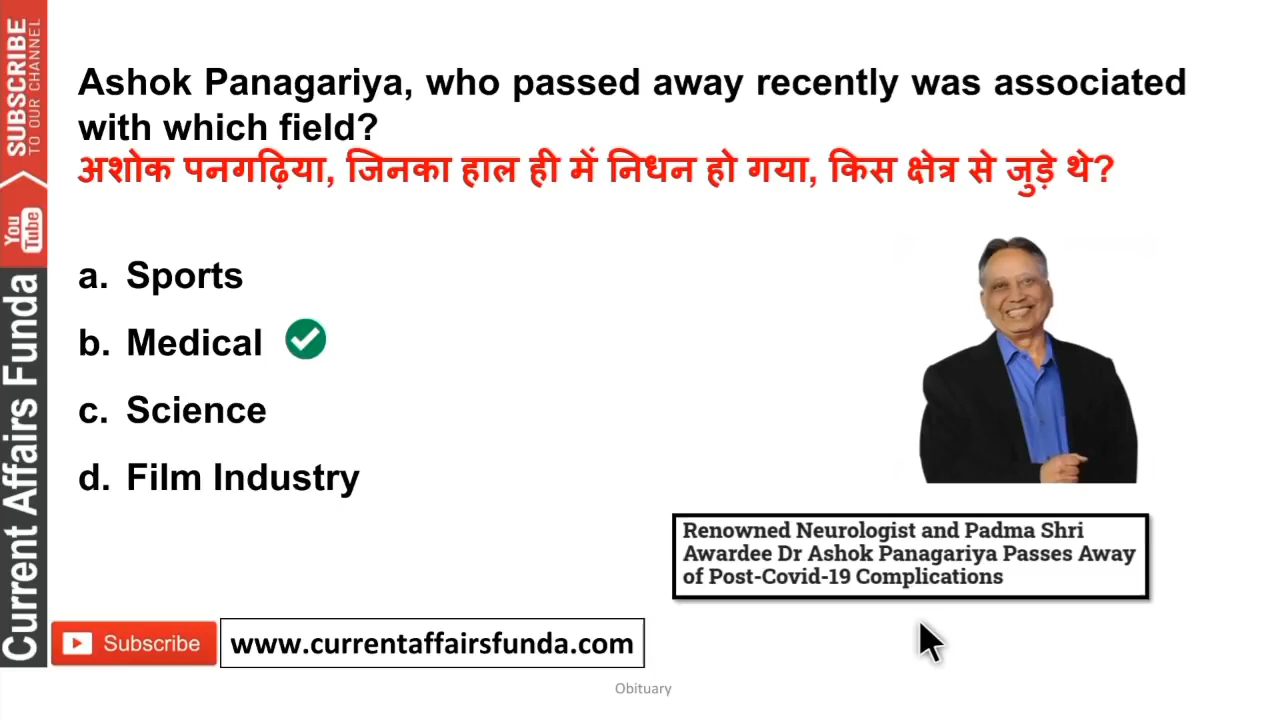 Ashok Panagariya, who passed away recently was associated
with which field?
अशोक पनगढ़िया, जिनका हाल ही में निधन हो गया, किस क्षेत्र से जुड़े थे?
a. Sports
b. Medical
c. Science
d. Film Industry
Renowned Neurologist and Padma Shri
Awardee Dr Ashok Panagariya Passes Away
of Post-Covid-19 Complications
SUBSCRIBE
TO OUR CHANNEL
You
Tube
Current Affairs Funda
Subscribe
www.currentaffairsfunda.com
Obituary